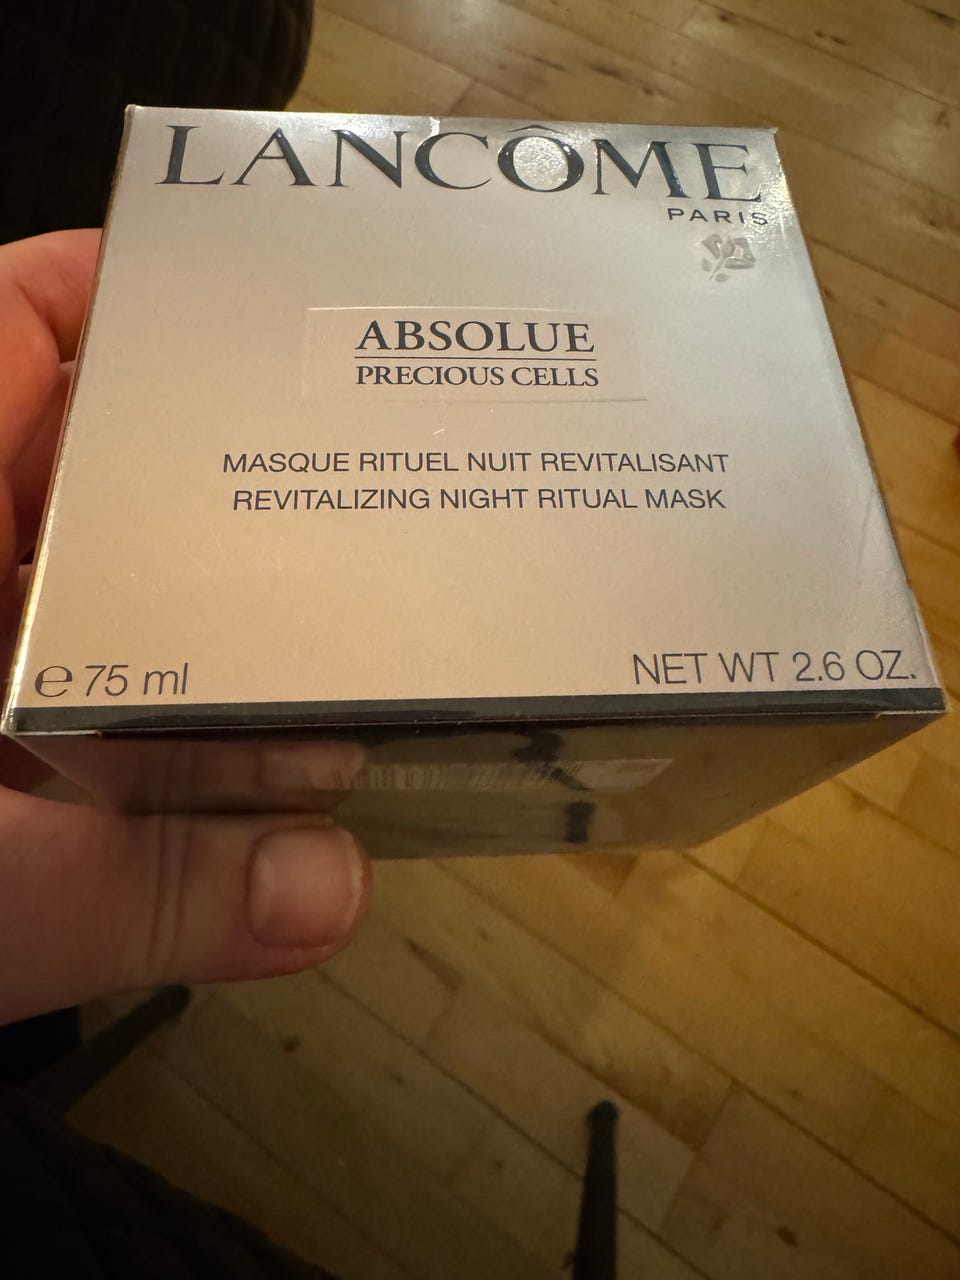 LANCÔME
PARIS
ABSOLUE
PRECIOUS CELLS
MASQUE RITUEL NUIT REVITALISANT
REVITALIZING NIGHT RITUAL MASK
℮ 75 ml
NET WT 2.6 OZ.